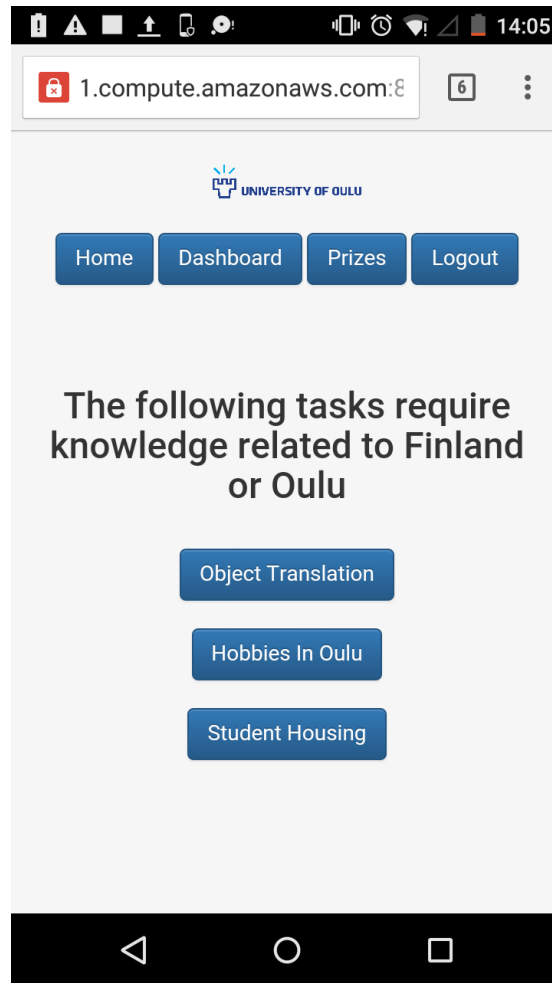 14:05
1.compute.amazonaws.com:8
6
UNIVERSITY OF OULU
Home Dashboard Prizes Logout
The following tasks require
knowledge related to Finland
or Oulu
Object Translation
Hobbies In Oulu
Student Housing